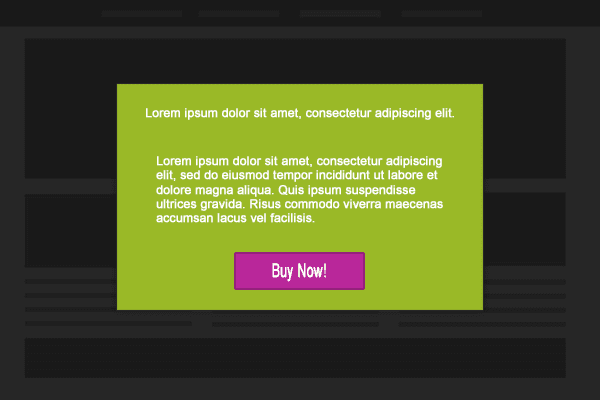 Lorem ipsum dolor sit amet, consectetur adipiscing elit.
Lorem ipsum dolor sit amet, consectetur adipiscing
elit, sed do eiusmod tempor incididunt ut labore et
dolore magna aliqua. Quis ipsum suspendisse
ultrices gravida. Risus commodo viverra maecenas
accumsan lacus vel facilisis.
Buy Now!